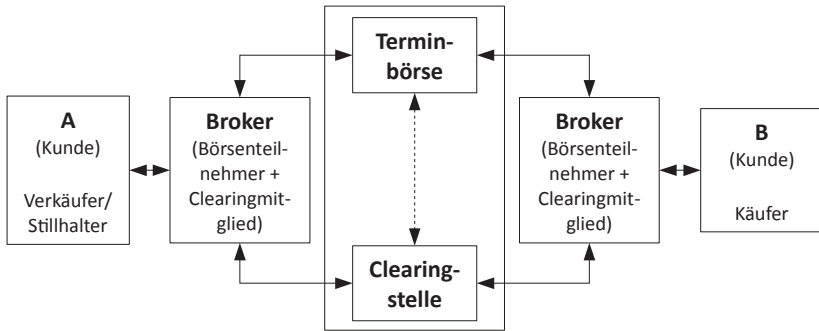 Termin-
börse
A
(Kunde)
Verkäufer/
Stillhalter
Broker
(Börsenteil-
nehmer +
Clearingmit-
glied)
Broker
(Börsenteil-
nehmer +
Clearingmit-
glied)
B
(Kunde)
Käufer
Clearing-
stelle